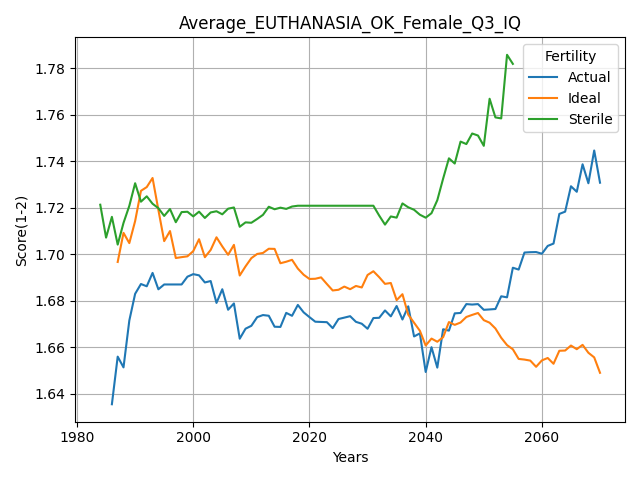 Average_EUTHANASIA_OK_Female_Q3_IQ
Score(1-2)
1.78
1.76
1.74
1.72
1.70
1.68
1.66
1.64
Fertility
Actual
Ideal
Sterile
1980
2000
2020
2040
2060
Years